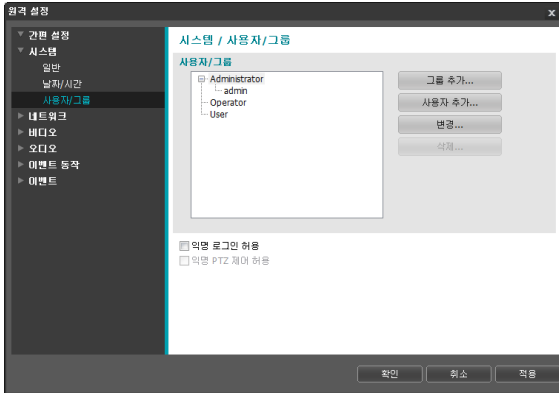 원격 설정
x
간편 설정
시스템
일반
날짜/시간
사용자/그룹
네트워크
비디오
오디오
이벤트 동작
이벤트
시스템 / 사용자/그룹
사용자/그룹
Administrator
admin
Operator
User
그룹 추가...
사용자 추가...
변경...
삭제...
익명 로그인 허용
익명 PTZ 제어 허용
확인
취소
적용